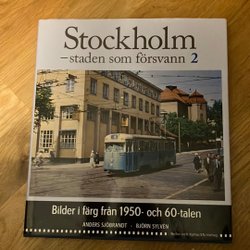 Stockholm
– staden som försvann 2
Bilder i färg från 1950- och 60-talen
ANDERS SJÖBRANDT · BJÖRN SYLVÉN